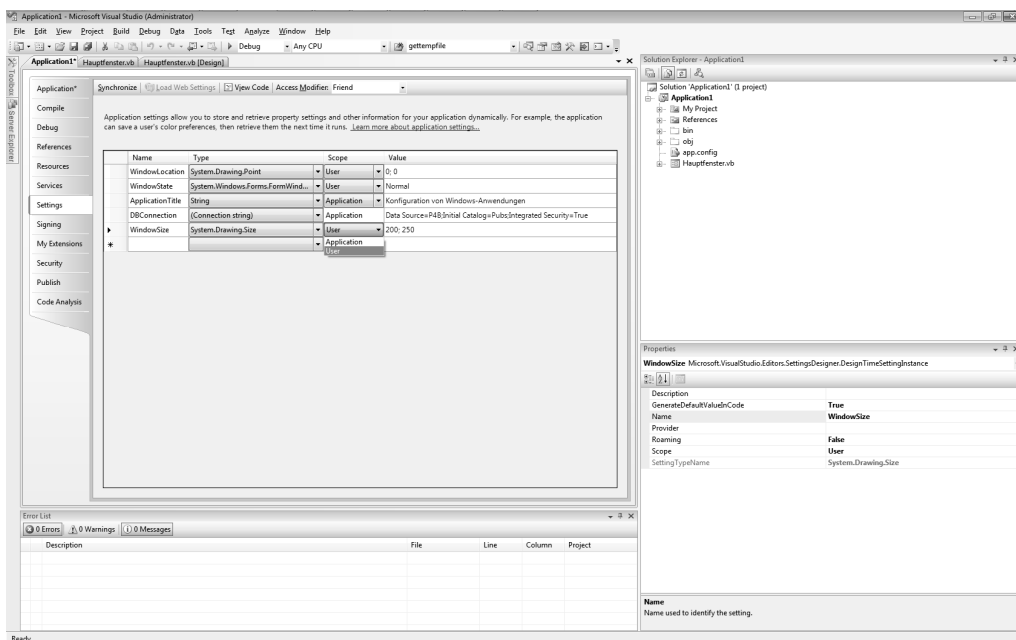 Application1 - Microsoft Visual Studio (Administrator)
File Edit View Project Build Debug Data Tools Test Analyze Window Help
Debug Any CPU gettempfile
Toolbox
Server Explorer
Application1* Hauptfenster.vb Hauptfenster.vb [Design]
Application*
Compile
Debug
References
Resources
Services
Settings
Signing
My Extensions
Security
Publish
Code Analysis
Synchronize Load Web Settings View Code Access Modifier: Friend
Application settings allow you to store and retrieve property settings and other information for your application dynamically. For example, the application
can save a user's color preferences, then retrieve them the next time it runs. Learn more about application settings...
Name Type Scope Value
WindowLocation System.Drawing.Point User 0; 0
WindowState System.Windows.Forms.FormWind... User Normal
ApplicationTitle String Application Konfiguration von Windows-Anwendungen
DBConnection (Connection string) Application Data Source=P4B;Initial Catalog=Pubs;Integrated Security=True
WindowSize System.Drawing.Size User 200; 250
Application
User
Error List
0 Errors 0 Warnings 0 Messages
Description File Line Column Project
Solution Explorer - Application1
Solution 'Application1' (1 project)
Application1
My Project
References
bin
obj
app.config
Hauptfenster.vb
Properties
WindowSize Microsoft.VisualStudio.Editors.SettingsDesigner.DesignTimeSettingInstance
Description
GenerateDefaultValueInCode True
Name WindowSize
Provider
Roaming False
Scope User
SettingTypeName System.Drawing.Size
Name
Name used to identify the setting.
Ready